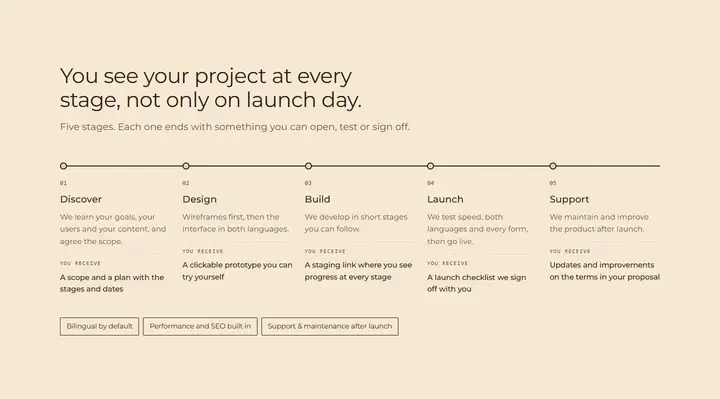 You see your project at every
stage, not only on launch day.
Five stages. Each one ends with something you can open, test or sign off.
01
Discover
We learn your goals, your
users and your content, and
agree the scope.
YOU RECEIVE
A scope and a plan with the
stages and dates
02
Design
Wireframes first, then the
interface in both languages.
YOU RECEIVE
A clickable prototype you can
try yourself
03
Build
We develop in short stages
you can follow.
YOU RECEIVE
A staging link where you see
progress at every stage
04
Launch
We test speed, both
languages and every form,
then go live.
YOU RECEIVE
A launch checklist we sign
off with you
05
Support
We maintain and improve
the product after launch.
YOU RECEIVE
Updates and improvements
on the terms in your proposal
Bilingual by default
Performance and SEO built in
Support & maintenance after launch